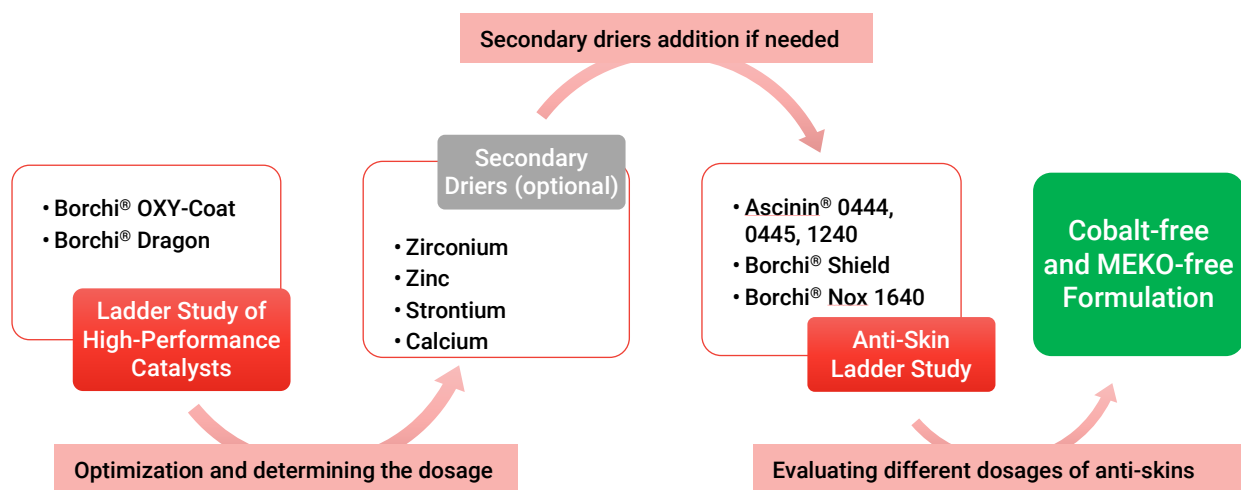 Secondary driers addition if needed
• Borchi® OXY-Coat
• Borchi® Dragon
Ladder Study of
High-Performance
Catalysts
Optimization and determining the dosage
Secondary
Driers (optional)
• Zirconium
• Zinc
• Strontium
• Calcium
• Ascinin® 0444,
0445, 1240
• Borchi® Shield
• Borchi® Nox 1640
Anti-Skin
Ladder Study
Evaluating different dosages of anti-skins
Cobalt-free
and MEKO-free
Formulation